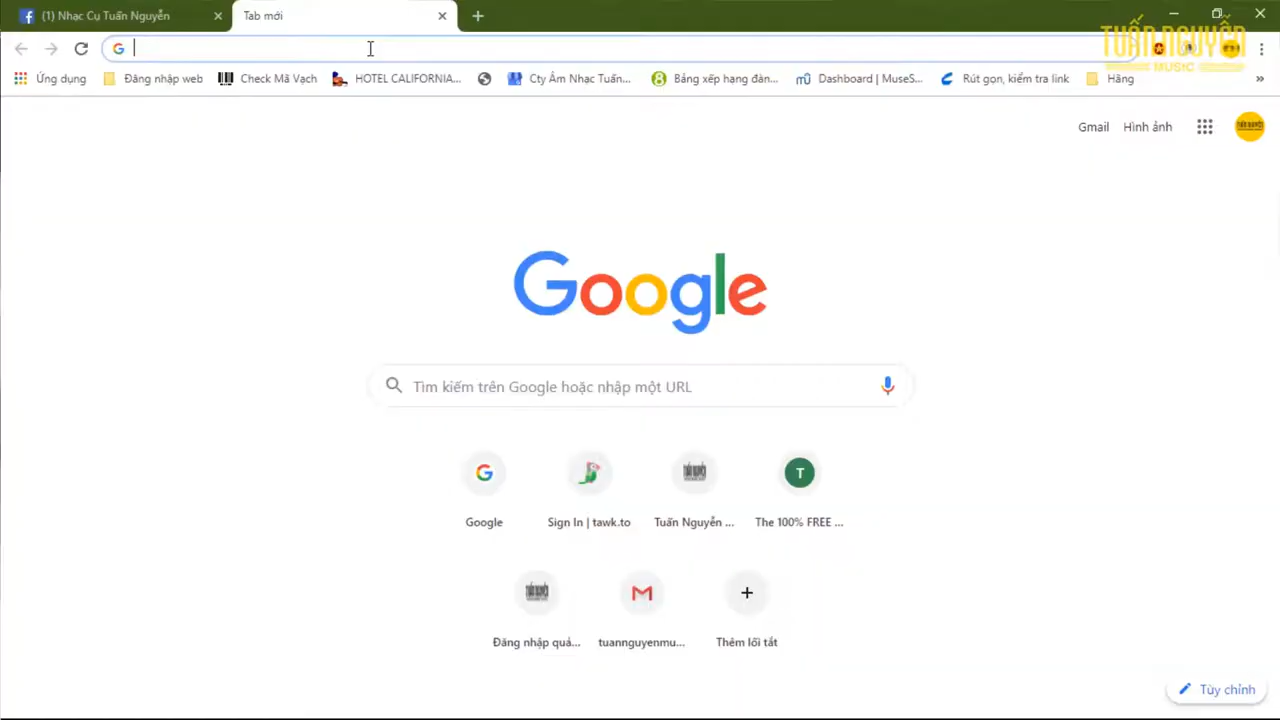 (1) Nhạc Cụ Tuấn Nguyễn
Tab mới
TUẤN NGUYỄN
MUSIC
Ứng dụng
Đăng nhập web
Check Mã Vạch
HOTEL CALIFORNIA...
Cty Âm Nhạc Tuấn...
Bảng xếp hạng đàn...
Dashboard | MuseS...
Rút gọn, kiểm tra link
Hãng
Gmail
Hình ảnh
Google
Tìm kiếm trên Google hoặc nhập một URL
Google
Sign In | tawk.to
Tuấn Nguyễn ...
T
The 100% FREE ...
Đăng nhập quả...
tuannguyenmu...
Thêm lối tắt
Tùy chỉnh